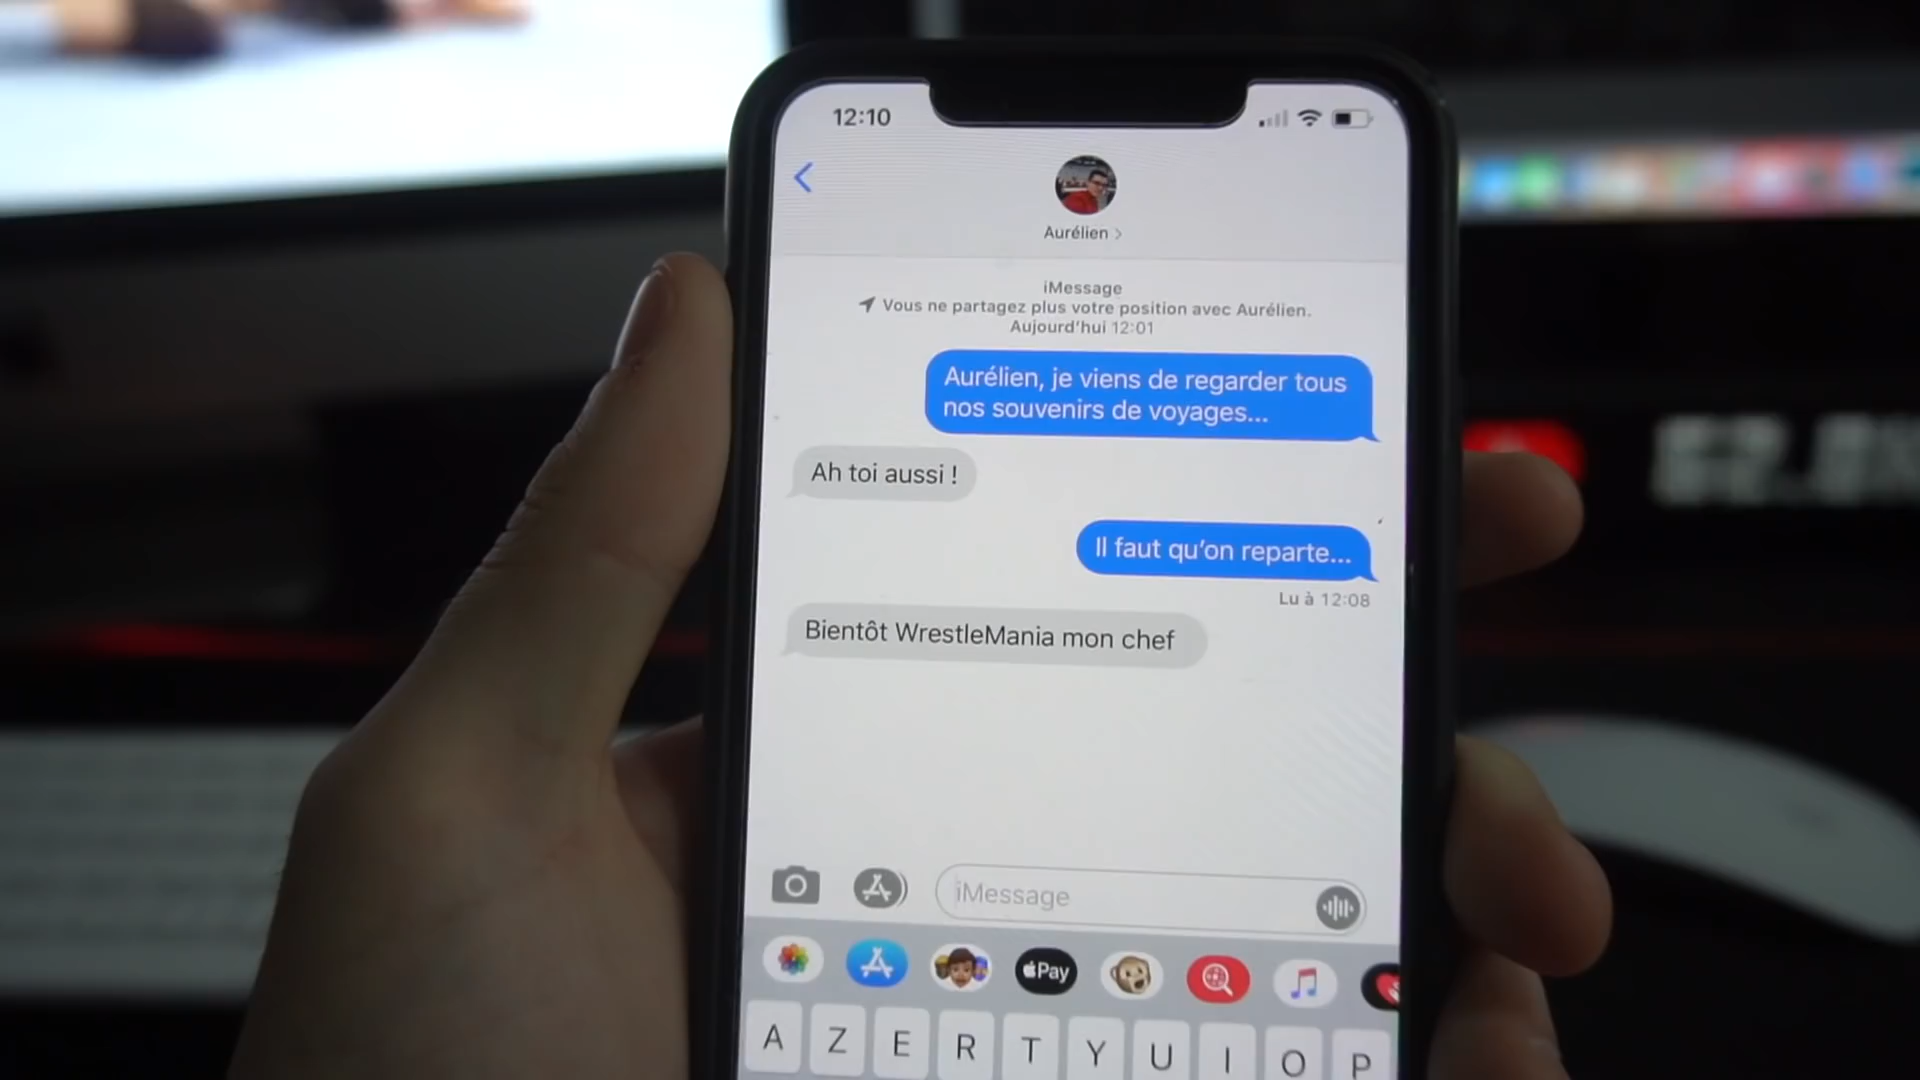 12:10
Aurélien
iMessage
Vous ne partagez plus votre position avec Aurélien.
Aujourd'hui 12:01
Aurélien, je viens de regarder tous
nos souvenirs de voyages...
Ah toi aussi !
Il faut qu'on reparte...
Lu à 12:08
Bientôt WrestleMania mon chef
iMessage
Pay
A Z E R T Y U I O P